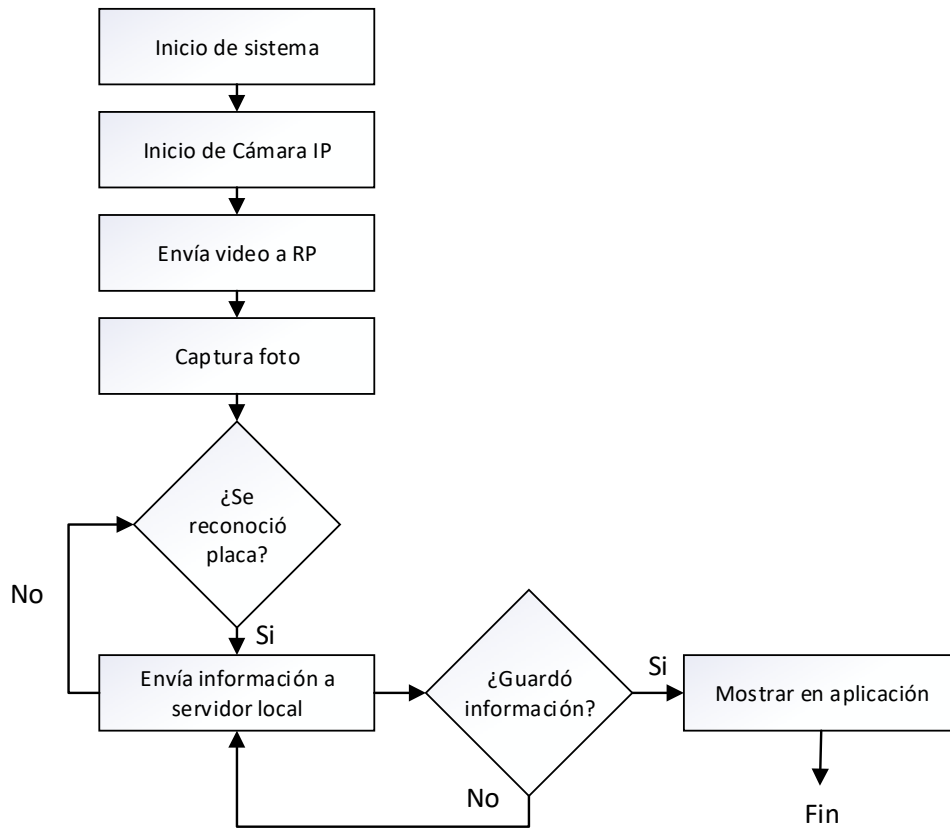 Inicio de sistema
Inicio de Cámara IP
Envía video a RP
Captura foto
¿Se
reconoció
placa?
No
Si
Envía información a
servidor local
¿Guardó
información?
Si
Mostrar en aplicación
No
Fin